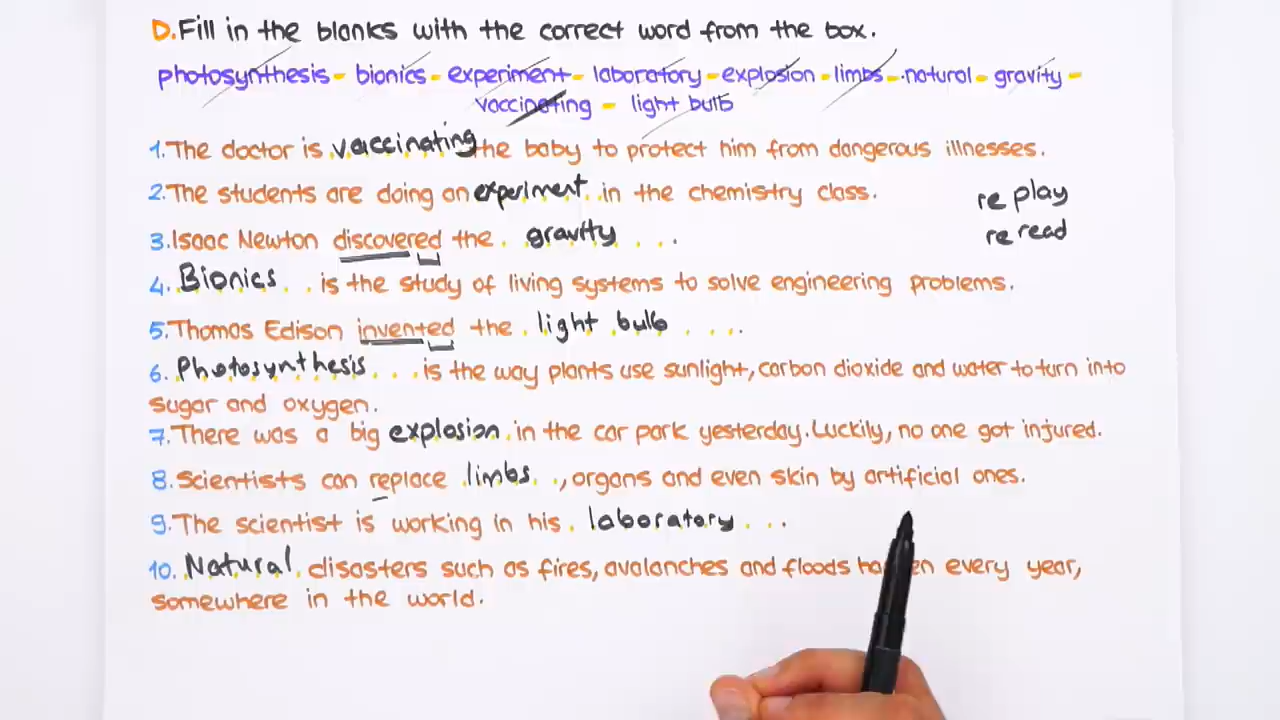 D.Fill in the blanks with the correct word from the box.
photosynthesis - bionics - experiment - laboratory - explosion - limbs - natural - gravity -
vaccinating - light bulb
1.The doctor is vaccinating the baby to protect him from dangerous illnesses.
2.The students are doing an experiment.. in the chemistry class.
re play
3.Isaac Newton discovered the . gravity . . . .
re read
4. Bionics . . is the study of living systems to solve engineering problems.
5.Thomas Edison invented the . light bulb . . . .
6. Photosynthesis . . . is the way plants use sunlight, carbon dioxide and water to turn into
sugar and oxygen.
7.There was a big explosion . in the car park yesterday. Luckily, no one got injured.
8.Scientists can replace limbs . ., organs and even skin by artificial ones.
9.The scientist is working in his . laboratory . . .
10. Natural. disasters such as fires, avalanches and floods ha en every year,
somewhere in the world.